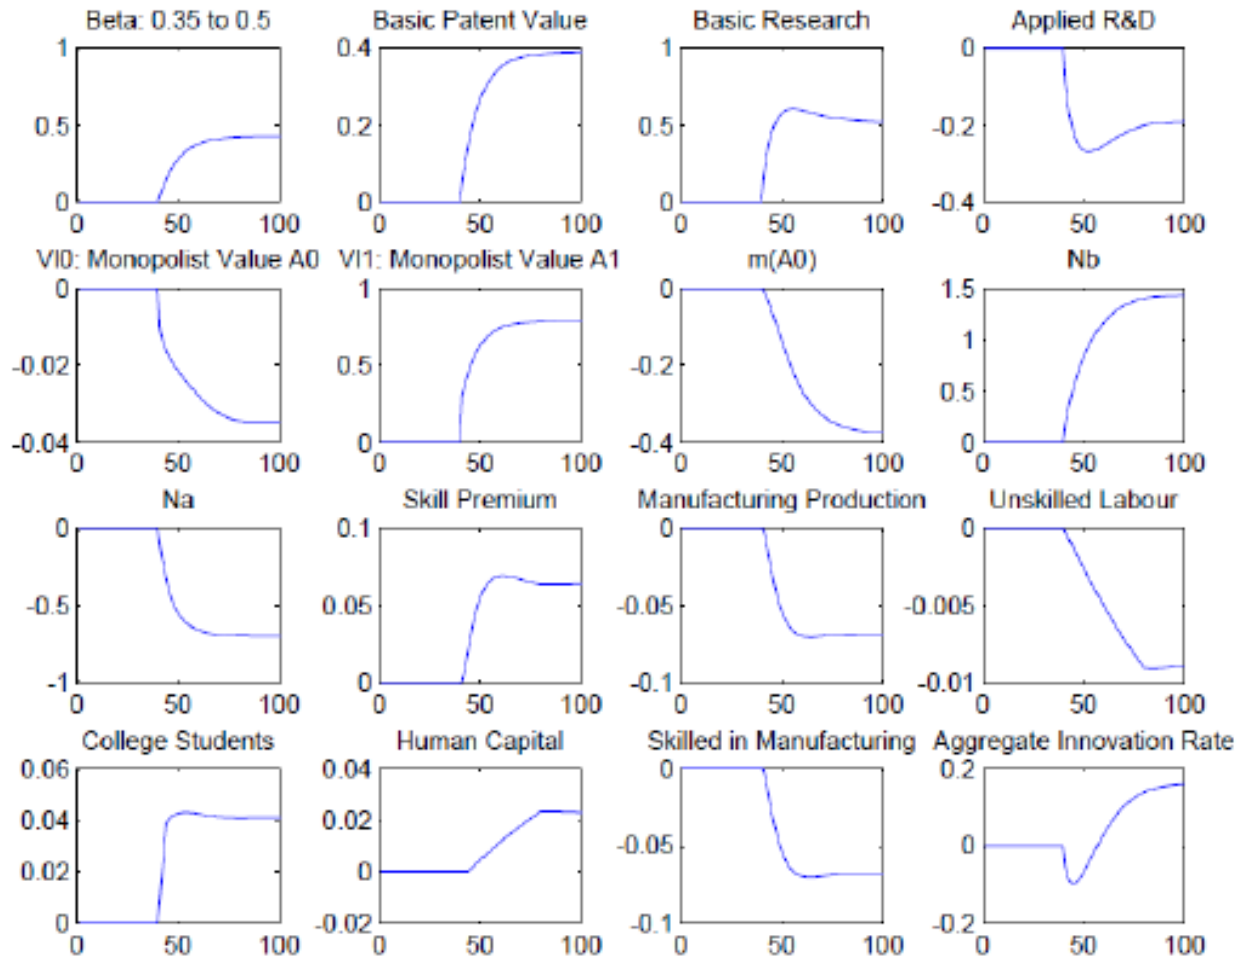 Beta: 0.35 to 0.5 Basic Patent Value Basic Research Applied R&D
1 0.4 1 0
0.5 0.2 0.5 -0.2
0 0 0 -0.4
0 50 100 0 50 100 0 50 100 0 50 100
VI0: Monopolist Value A0 VI1: Monopolist Value A1 m(A0) Nb
0 1 0 1.5
-0.02 0.5 -0.2 1
0.5
-0.04 0 -0.4 0
0 50 100 0 50 100 0 50 100 0 50 100
Na Skill Premium Manufacturing Production Unskilled Labour
0 0.1 0 0
-0.5 0.05 -0.05 -0.005
-1 0 -0.1 -0.01
0 50 100 0 50 100 0 50 100 0 50 100
College Students Human Capital Skilled in Manufacturing Aggregate Innovation Rate
0.06 0.04 0 0.2
0.04 0.02 -0.05 0
0.02 0
0 -0.02 -0.1 -0.2
0 50 100 0 50 100 0 50 100 0 50 100